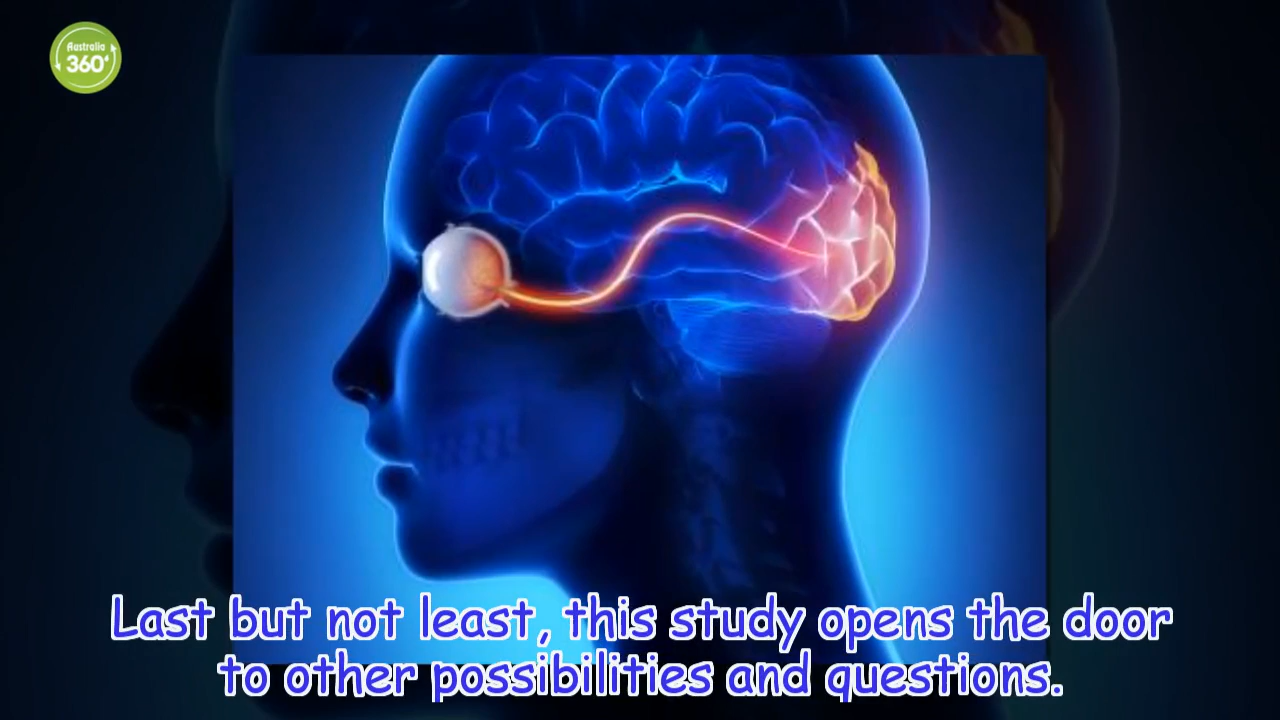 Australia
360°
Last but not least, this study opens the door
to other possibilities and questions.